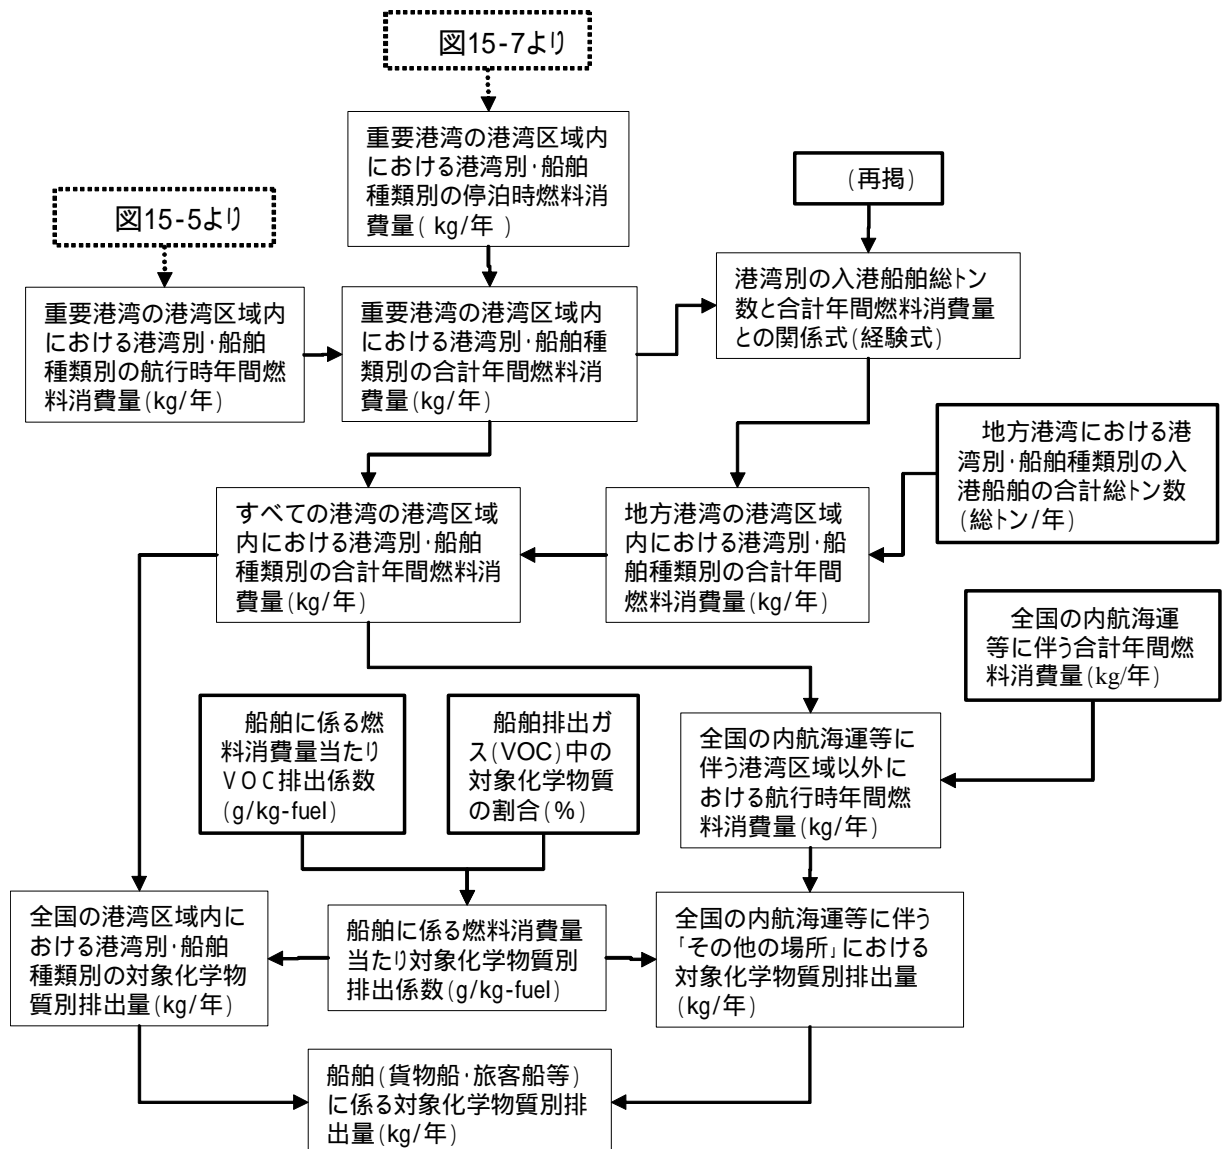 図15-7より
重要港湾の港湾区域内
における港湾別･船舶
種類別の停泊時燃料消
費量( kg/年 )
(再掲)
図15-5より
重要港湾の港湾区域内
における港湾別･船舶
種類別の航行時年間燃
料消費量(kg/年)
重要港湾の港湾区域内
における港湾別･船舶種
類別の合計年間燃料消
費量(kg/年)
港湾別の入港船舶総トン
数と合計年間燃料消費量
との関係式(経験式)
地方港湾における港
湾別･船舶種類別の入
港船舶の合計総トン数
(総トン/年)
すべての港湾の港湾区域
内における港湾別･船舶
種類別の合計年間燃料消
費量(kg/年)
地方港湾の港湾区域
内における港湾別･船
舶種類別の合計年間
燃料消費量(kg/年)
全国の内航海運
等に伴う合計年間燃
料消費量(kg/年)
船舶に係る燃
料消費量当たり
VOC排出係数
(g/kg-fuel)
船舶排出ガ
ス(VOC)中の
対象化学物質
の割合(%)
全国の内航海運等に
伴う港湾区域以外に
おける航行時年間燃
料消費量(kg/年)
全国の港湾区域内に
おける港湾別･船舶
種類別の対象化学物
質別排出量(kg/年)
船舶に係る燃料消費量
当たり対象化学物質別
排出係数(g/kg-fuel)
全国の内航海運等に伴う
｢その他の場所｣における
対象化学物質別排出量
(kg/年)
船舶(貨物船･旅客船等)
に係る対象化学物質別排
出量(kg/年)